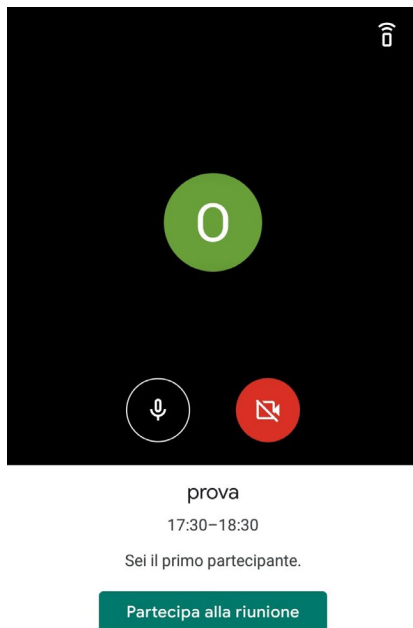 O
prova
17:30–18:30
Sei il primo partecipante.
Partecipa alla riunione